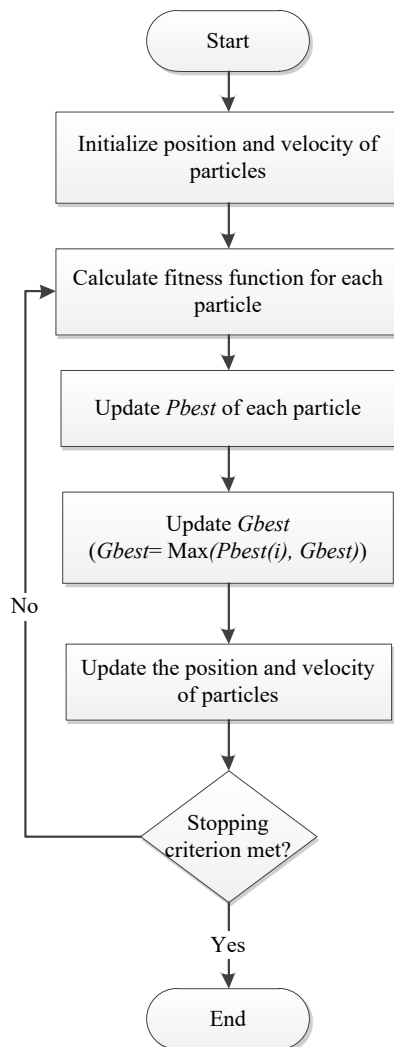 Start
Initialize position and velocity of
particles
Calculate fitness function for each
particle
Update Pbest of each particle
Update Gbest
(Gbest= Max(Pbest(i), Gbest))
No
Update the position and velocity
of particles
Stopping
criterion met?
Yes
End